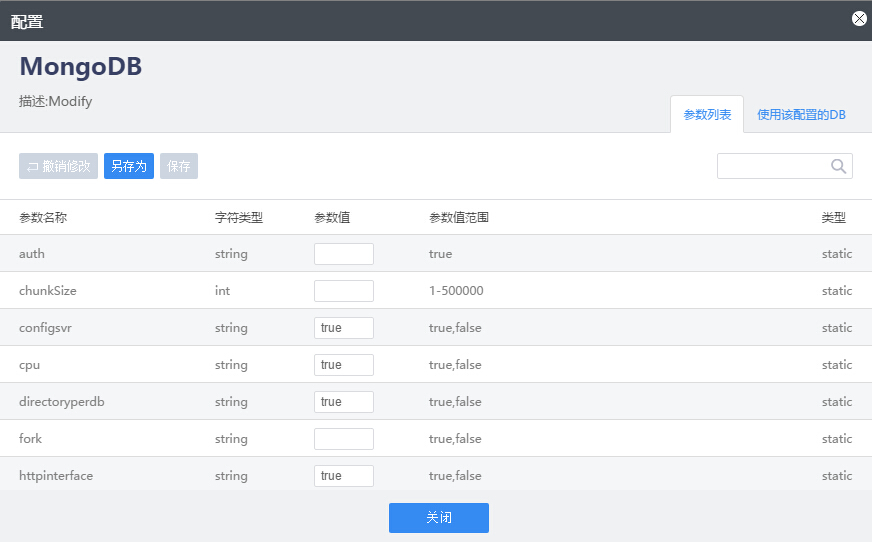 配置
MongoDB
描述:Modify
参数列表 使用该配置的DB
撤销修改 另存为 保存
参数名称 字符类型 参数值 参数值范围 类型
auth string true static
chunkSize int 1-500000 static
configsvr string true true,false static
cpu string true true,false static
directoryperdb string true true,false static
fork string true,false static
httpinterface string true true,false static
关闭